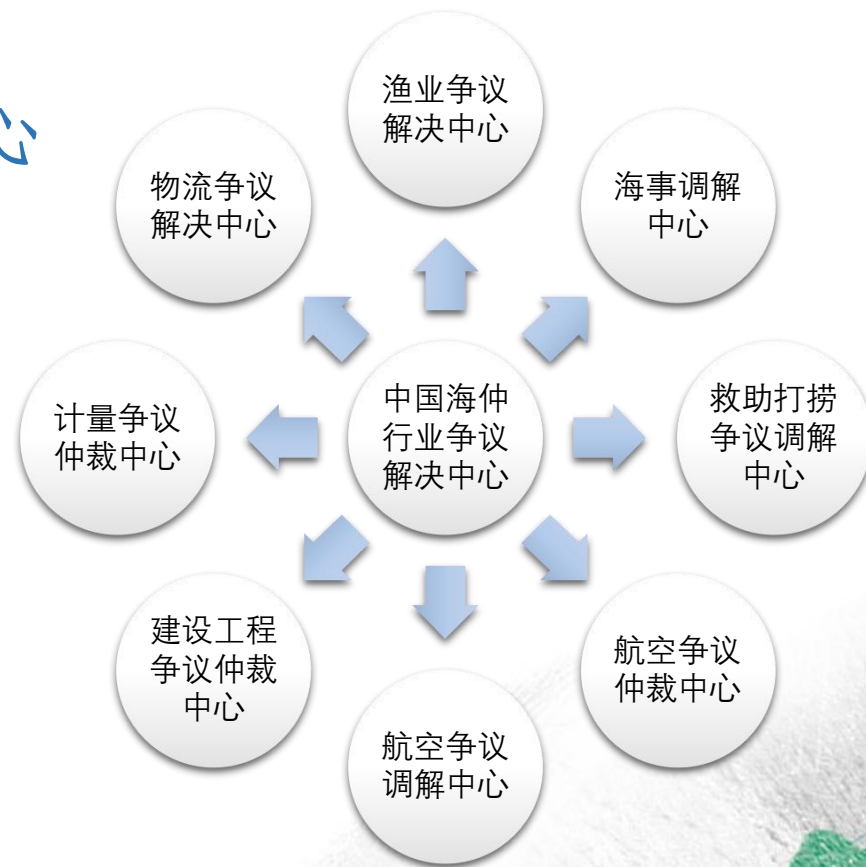 渔业争议
解决中心
物流争议
解决中心
海事调解
中心
计量争议
仲裁中心
中国海仲
行业争议
解决中心
救助打捞
争议调解
中心
建设工程
争议仲裁
中心
航空争议
仲裁中心
航空争议
调解中心